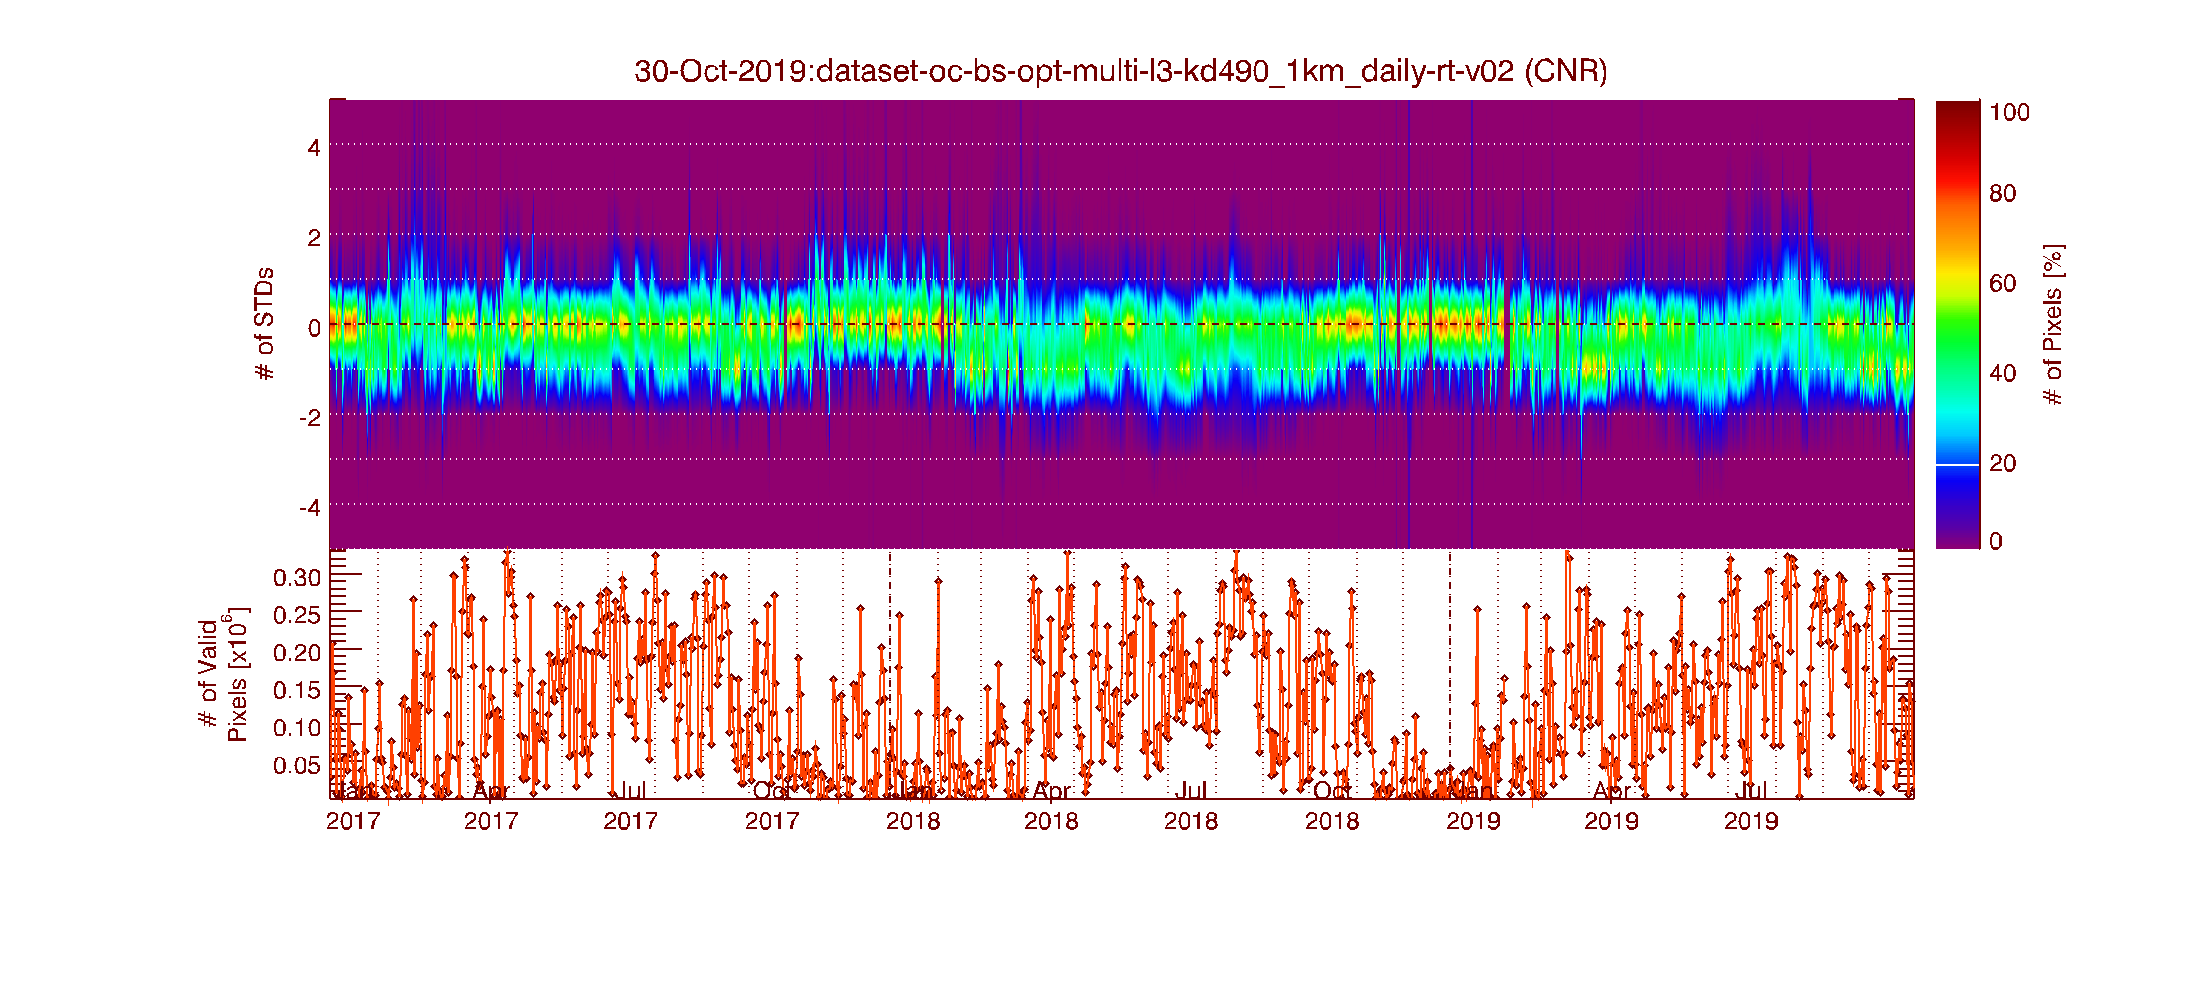 30-Oct-2019:dataset-oc-bs-opt-multi-l3-kd490_1km_daily-rt-v02 (CNR)
4
2
0
-2
-4
# of STDs
100
80
60
40
20
0
# of Pixels [%]
0.30
0.25
0.20
0.15
0.10
0.05
# of Valid
Pixels [x10⁶]
Jan Apr Jul Oct Jan Apr Jul Oct Jan Apr Jul
2017 2017 2017 2017 2018 2018 2018 2018 2019 2019 2019